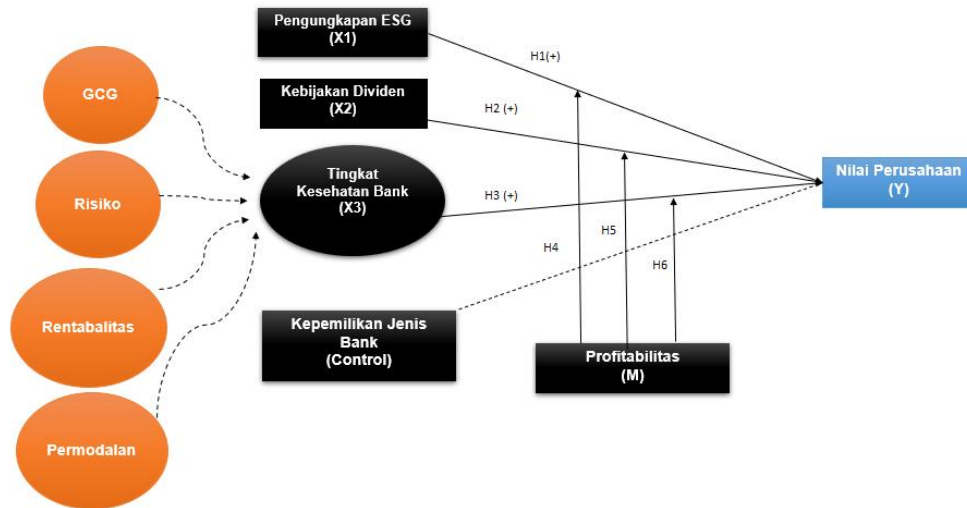 Pengungkapan ESG
(X1)
H1(+)
GCG
Kebijakan Dividen
(X2)
H2 (+)
Tingkat
Kesehatan Bank
(X3)
Nilai Perusahaan
(Y)
Risiko
H3 (+)
H4
H5
H6
Rentabalitas
Kepemilikan Jenis
Bank
(Control)
Profitabilitas
(M)
Permodalan